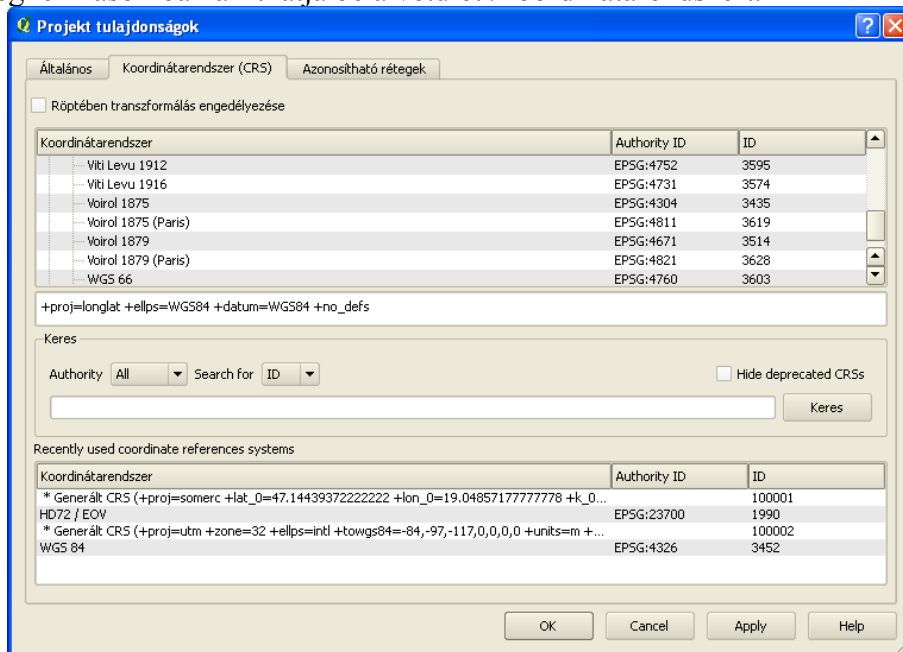 Projekt tulajdonságok
Általános Koordinátarendszer (CRS) Azonosítható rétegek
Röptében transzformálás engedélyezése
Koordinátarendszer Authority ID ID
Viti Levu 1912 EPSG:4752 3595
Viti Levu 1916 EPSG:4731 3574
Voirol 1875 EPSG:4304 3435
Voirol 1875 (Paris) EPSG:4811 3619
Voirol 1879 EPSG:4671 3514
Voirol 1879 (Paris) EPSG:4821 3628
WGS 66 EPSG:4760 3603
+proj=longlat +ellps=WGS84 +datum=WGS84 +no_defs
Keres
Authority All Search for ID Hide deprecated CRSs
Keres
Recently used coordinate references systems
Koordinátarendszer Authority ID ID
* Generált CRS (+proj=somerc +lat_0=47.14439372222222 +lon_0=19.04857177777778 +k_0... 100001
HD72 / EOV EPSG:23700 1990
* Generált CRS (+proj=utm +zone=32 +ellps=intl +towgs84=-84,-97,-117,0,0,0,0 +units=m +... 100002
WGS 84 EPSG:4326 3452
OK Cancel Apply Help